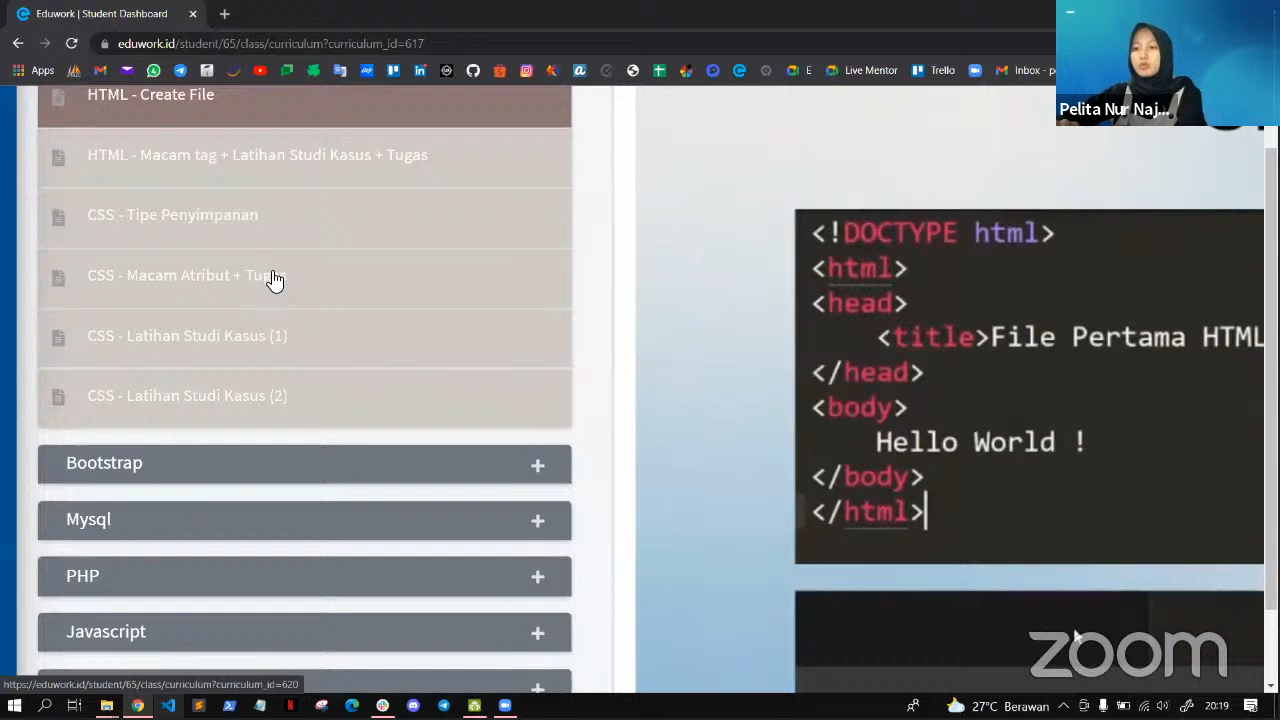 Eduwork | Student Dashboard
eduwork.id/student/65/class/curriculum?curriculum_id=617
Apps
E
Live Mentor
Trello
Inbox - p
Pelita Nur Naj...
HTML - Create File
HTML - Macam tag + Latihan Studi Kasus + Tugas
CSS - Tipe Penyimpanan
CSS - Macam Atribut + Tugas
CSS - Latihan Studi Kasus (1)
CSS - Latihan Studi Kasus (2)
Bootstrap
Mysql
PHP
Javascript
<!DOCTYPE html>
<html>
<head>
<title>File Pertama HTML
</head>
<body>
Hello World !
</body>
</html>
zoom
https://eduwork.id/student/65/class/curriculum?curriculum_id=620
27°C Berawan
20:19